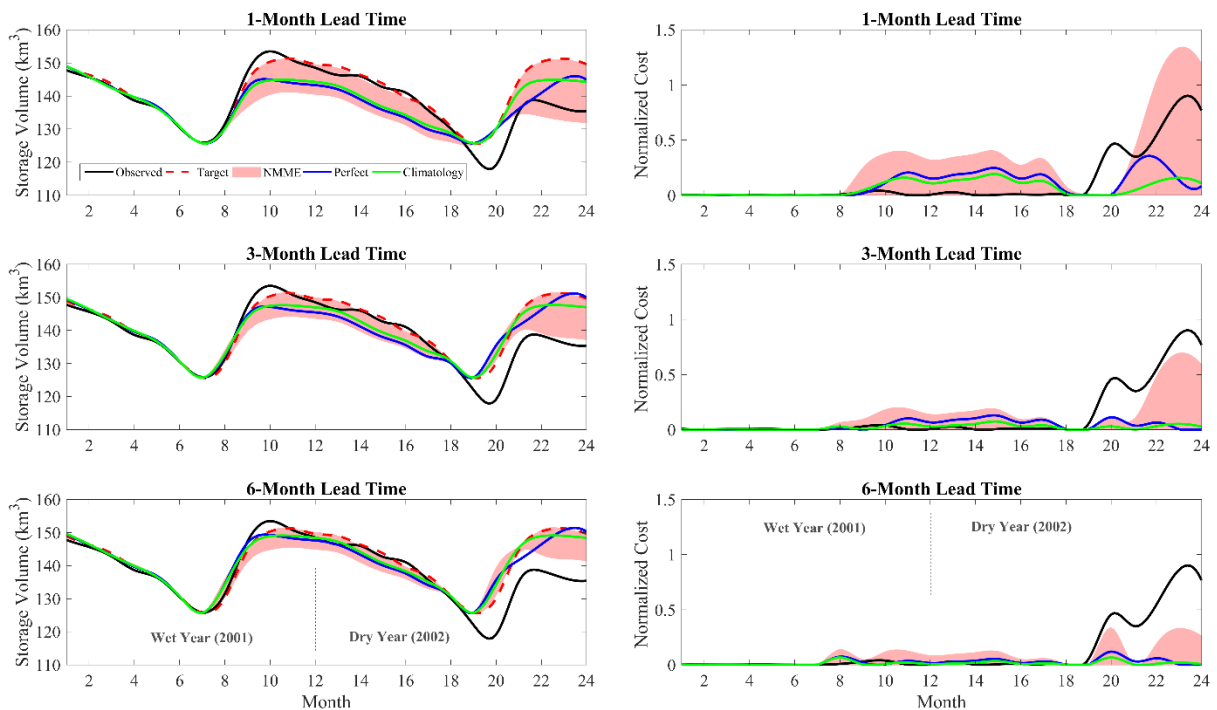 1-Month Lead Time
Storage Volume (km³)
160
150
140
130
120
110
Observed Target NMME Perfect Climatology
2 4 6 8 10 12 14 16 18 20 22 24
1-Month Lead Time
Normalized Cost
1.5
1
0.5
0
2 4 6 8 10 12 14 16 18 20 22 24
3-Month Lead Time
Storage Volume (km³)
160
150
140
130
120
110
2 4 6 8 10 12 14 16 18 20 22 24
3-Month Lead Time
Normalized Cost
1.5
1
0.5
0
2 4 6 8 10 12 14 16 18 20 22 24
6-Month Lead Time
Storage Volume (km³)
160
150
140
130
120
110
Wet Year (2001) Dry Year (2002)
2 4 6 8 10 12 14 16 18 20 22 24
Month
6-Month Lead Time
Normalized Cost
1.5
1
0.5
0
Wet Year (2001) Dry Year (2002)
2 4 6 8 10 12 14 16 18 20 22 24
Month